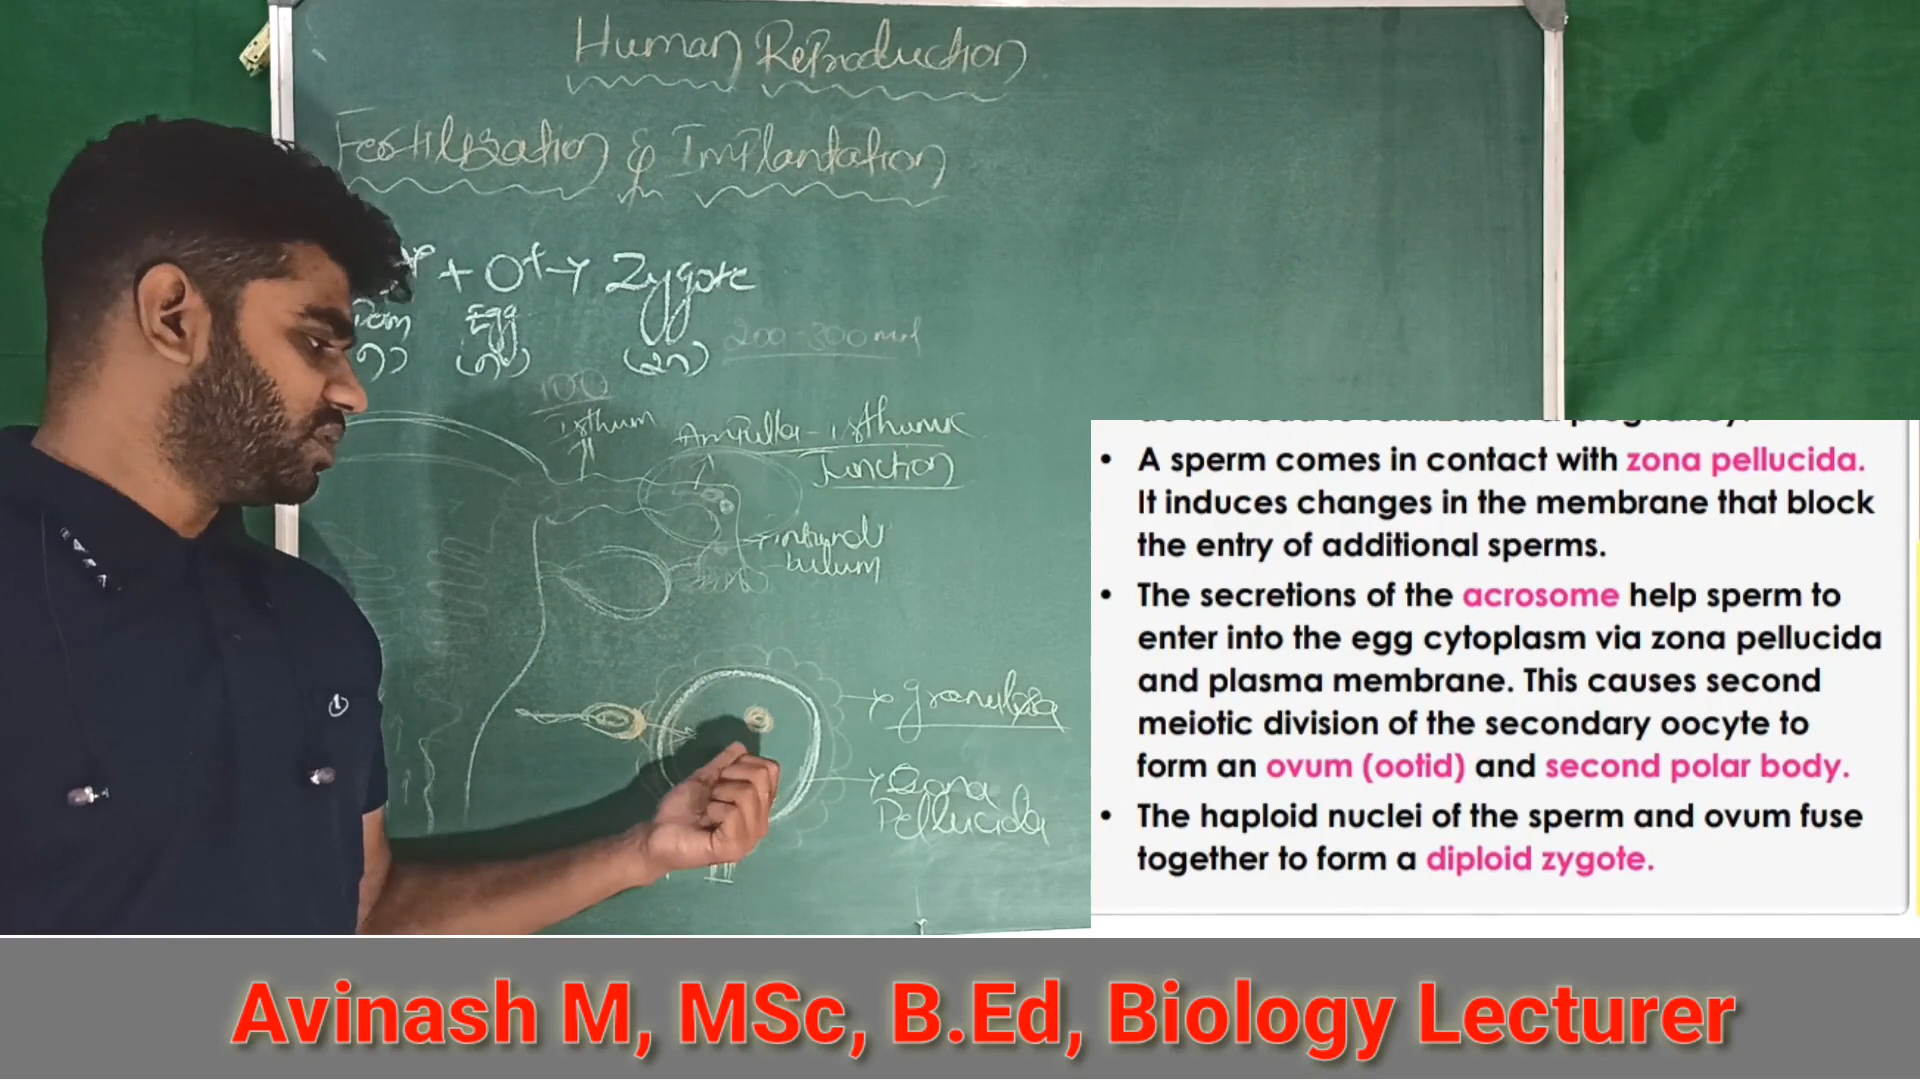 Human Reproduction
Fertilization & Implantation
+ O+ → Zygote
Egg
(n) (2n)
200-300 mil
100
isthum
Ampulla-isthumic
Junction
granulosa
Zona
Pellucida
• A sperm comes in contact with zona pellucida.
It induces changes in the membrane that block
the entry of additional sperms.
• The secretions of the acrosome help sperm to
enter into the egg cytoplasm via zona pellucida
and plasma membrane. This causes second
meiotic division of the secondary oocyte to
form an ovum (ootid) and second polar body.
• The haploid nuclei of the sperm and ovum fuse
together to form a diploid zygote.
Avinash M, MSc, B.Ed, Biology Lecturer